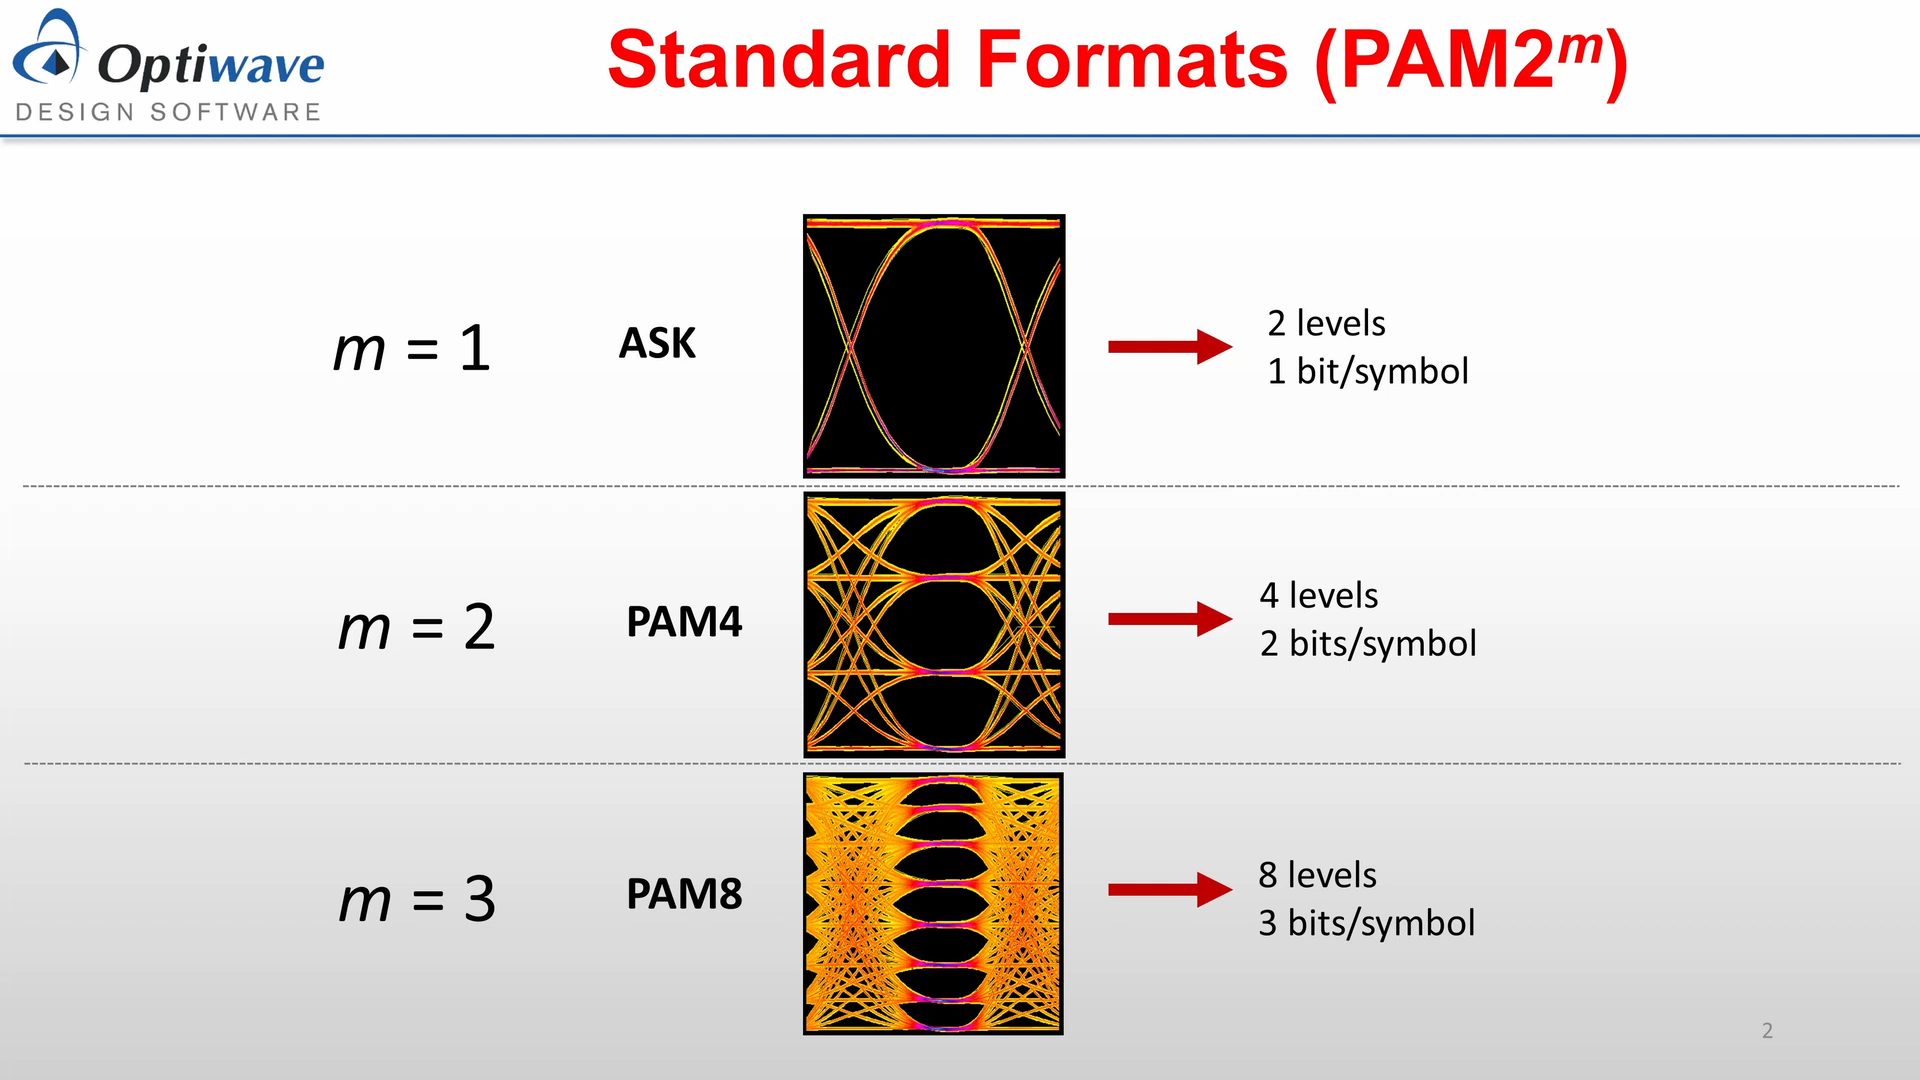 Optiwave
DESIGN SOFTWARE
Standard Formats (PAM2ᵐ)
m = 1
ASK
2 levels
1 bit/symbol
m = 2
PAM4
4 levels
2 bits/symbol
m = 3
PAM8
8 levels
3 bits/symbol
2